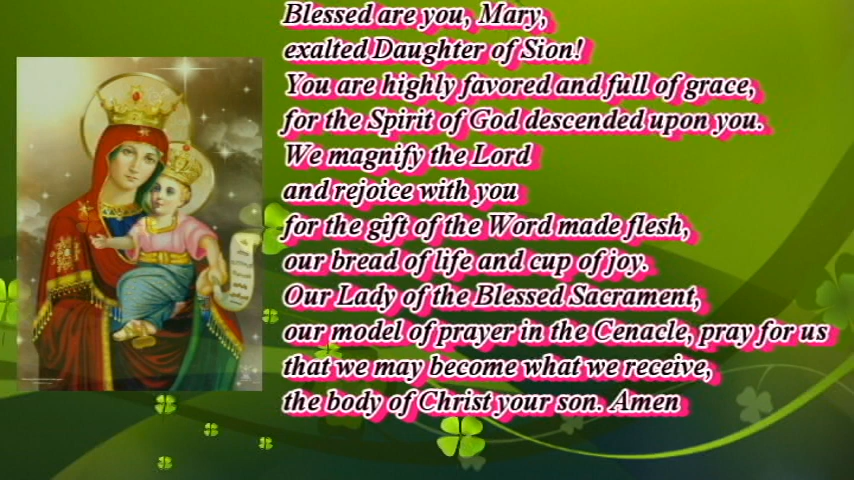 Blessed are you, Mary,
exalted Daughter of Sion!
You are highly favored and full of grace,
for the Spirit of God descended upon you.
We magnify the Lord
and rejoice with you
for the gift of the Word made flesh,
our bread of life and cup of joy.
Our Lady of the Blessed Sacrament,
our model of prayer in the Cenacle, pray for us
that we may become what we receive,
the body of Christ your son. Amen